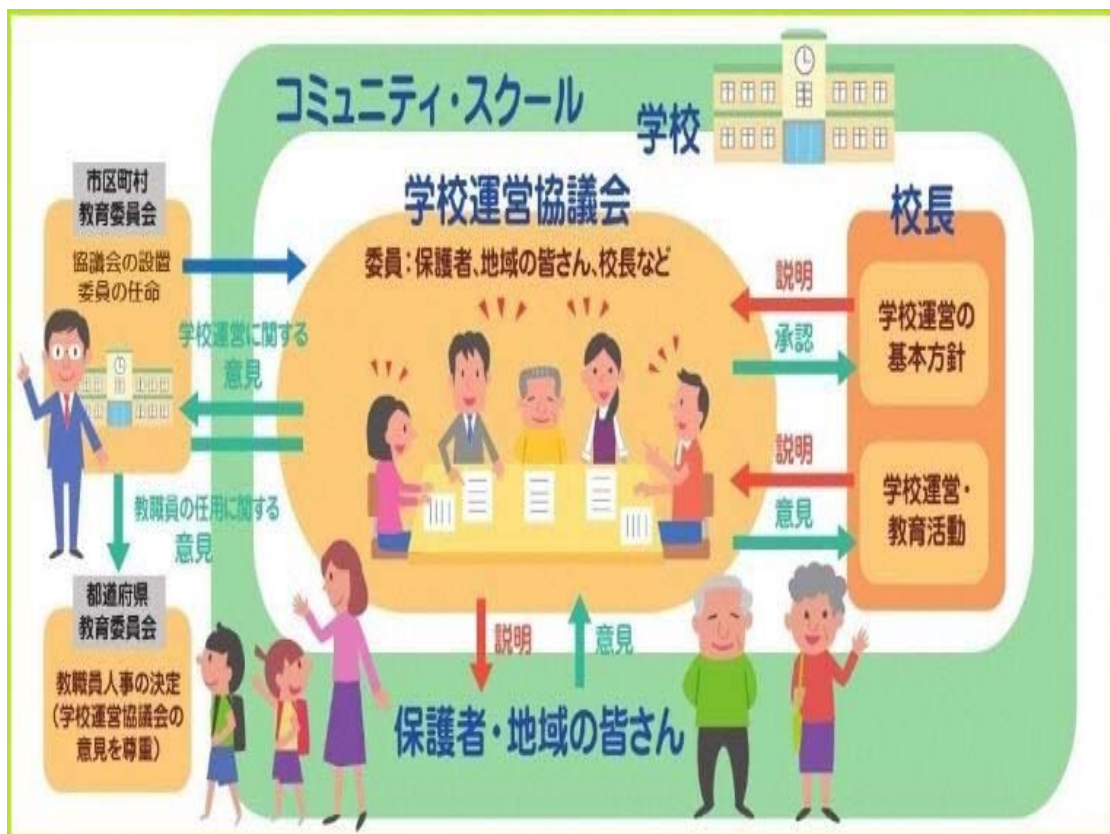 コミュニティ・スクール
学校
市区町村
教育委員会
協議会の設置
委員の任命
学校運営協議会
委員：保護者、地域の皆さん、校長など
校長
説明
承認
学校運営の
基本方針
説明
意見
学校運営・
教育活動
学校運営に関する
意見
教職員の任用に関する
意見
都道府県
教育委員会
教職員人事の決定
（学校運営協議会の
意見を尊重）
説明
意見
保護者・地域の皆さん